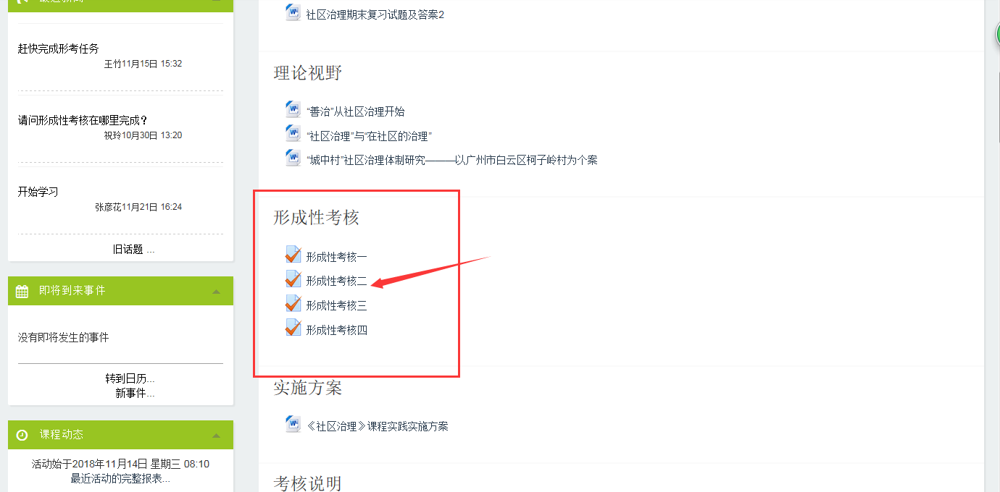 赶快完成形考任务
王竹11月15日 15:32
请问形成性考核在哪里完成？
祝玲10月30日 13:20
开始学习
张彦花11月21日 16:24
旧话题 ...
即将到来事件
没有即将发生的事件
转到日历...
新事件...
课程动态
活动始于2018年11月14日 星期三 08:10
最近活动的完整报表...
社区治理期末复习试题及答案2
理论视野
“善治”从社区治理开始
“社区治理”与“在社区的治理”
“城中村”社区治理体制研究———以广州市白云区柯子岭村为个案
形成性考核
形成性考核一
形成性考核二
形成性考核三
形成性考核四
实施方案
《社区治理》课程实践实施方案
考核说明